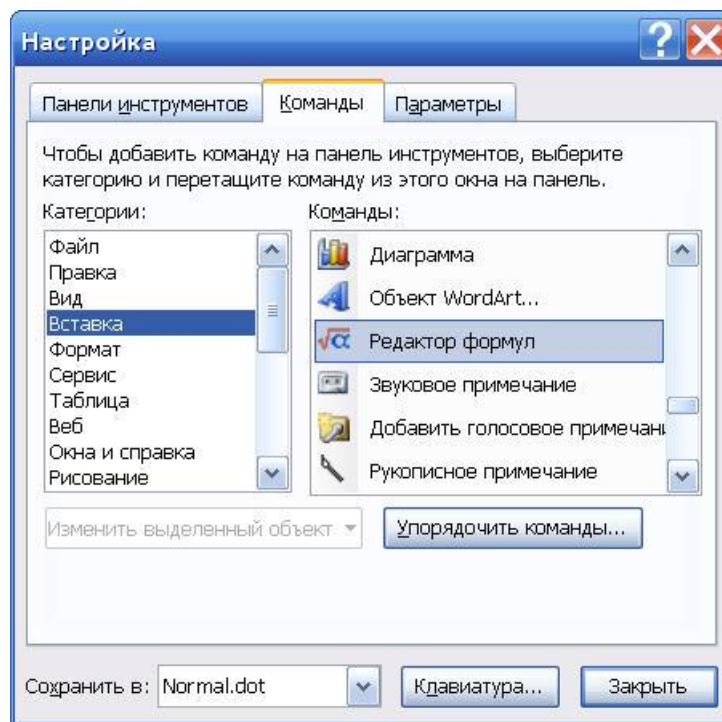 Настройка
Панели инструментов
Команды
Параметры
Чтобы добавить команду на панель инструментов, выберите
категорию и перетащите команду из этого окна на панель.
Категории:
Команды:
Файл
Правка
Вид
Вставка
Формат
Сервис
Таблица
Веб
Окна и справка
Рисование
Диаграмма
Объект WordArt...
√α Редактор формул
Звуковое примечание
Добавить голосовое примечани
Рукописное примечание
Изменить выделенный объект
Упорядочить команды...
Сохранить в: Normal.dot
Клавиатура...
Закрыть